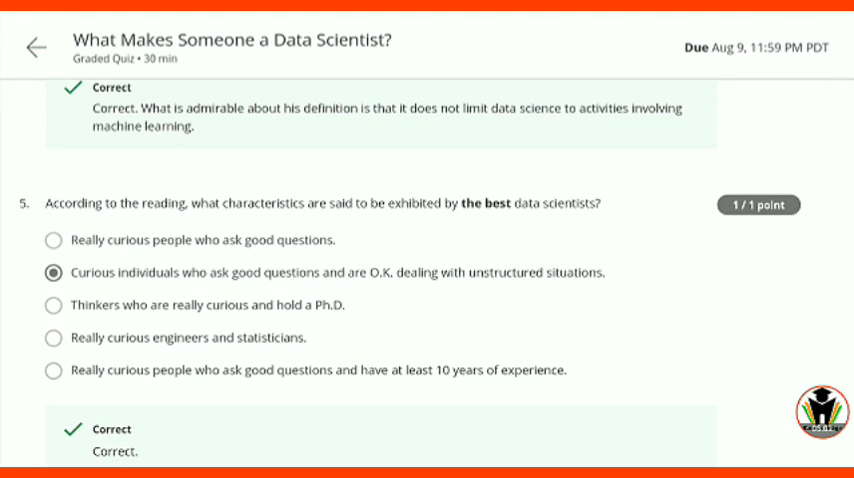 What Makes Someone a Data Scientist?
Graded Quiz • 30 min
Due Aug 9, 11:59 PM PDT
Correct
Correct. What is admirable about his definition is that it does not limit data science to activities involving
machine learning.
5. According to the reading, what characteristics are said to be exhibited by the best data scientists?
1 / 1 point
Really curious people who ask good questions.
Curious individuals who ask good questions and are O.K. dealing with unstructured situations.
Thinkers who are really curious and hold a Ph.D.
Really curious engineers and statisticians.
Really curious people who ask good questions and have at least 10 years of experience.
Correct
Correct.